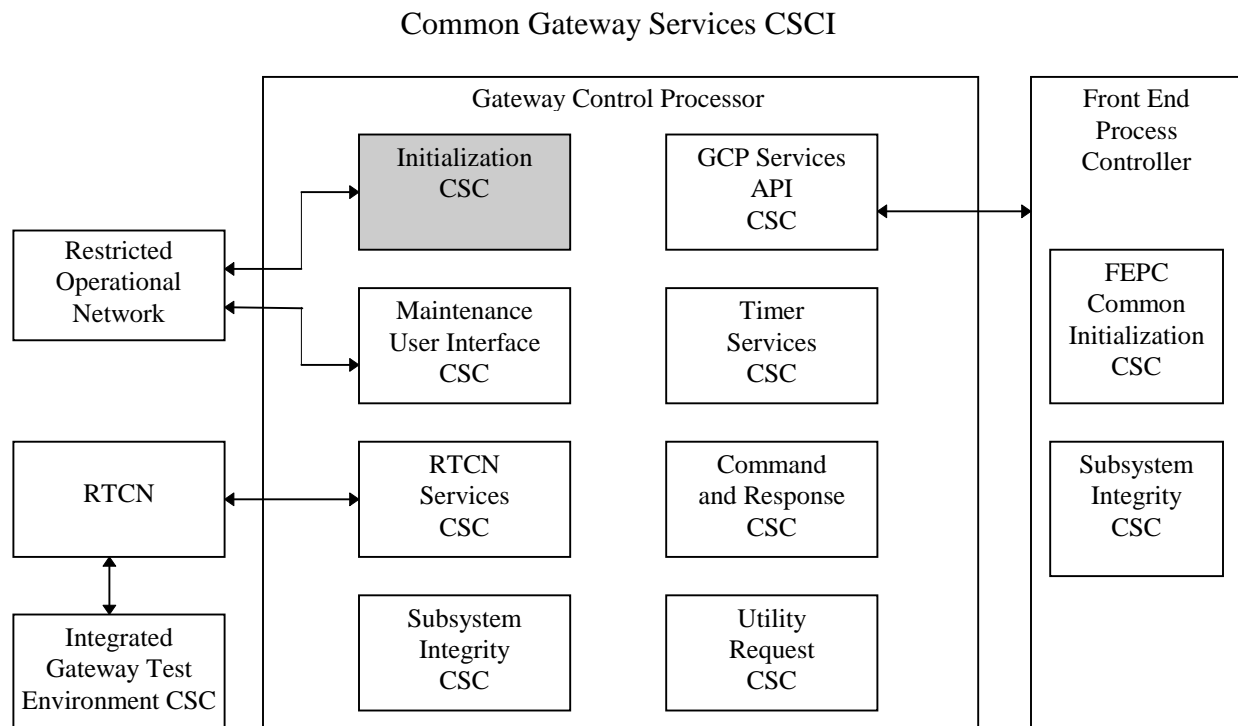 Common Gateway Services CSCI
Gateway Control Processor
Front End
Process
Controller
Initialization
CSC
GCP Services
API
CSC
Restricted
Operational
Network
Maintenance
User Interface
CSC
Timer
Services
CSC
FEPC
Common
Initialization
CSC
RTCN
RTCN
Services
CSC
Command
and Response
CSC
Subsystem
Integrity
CSC
Integrated
Gateway Test
Environment CSC
Subsystem
Integrity
CSC
Utility
Request
CSC